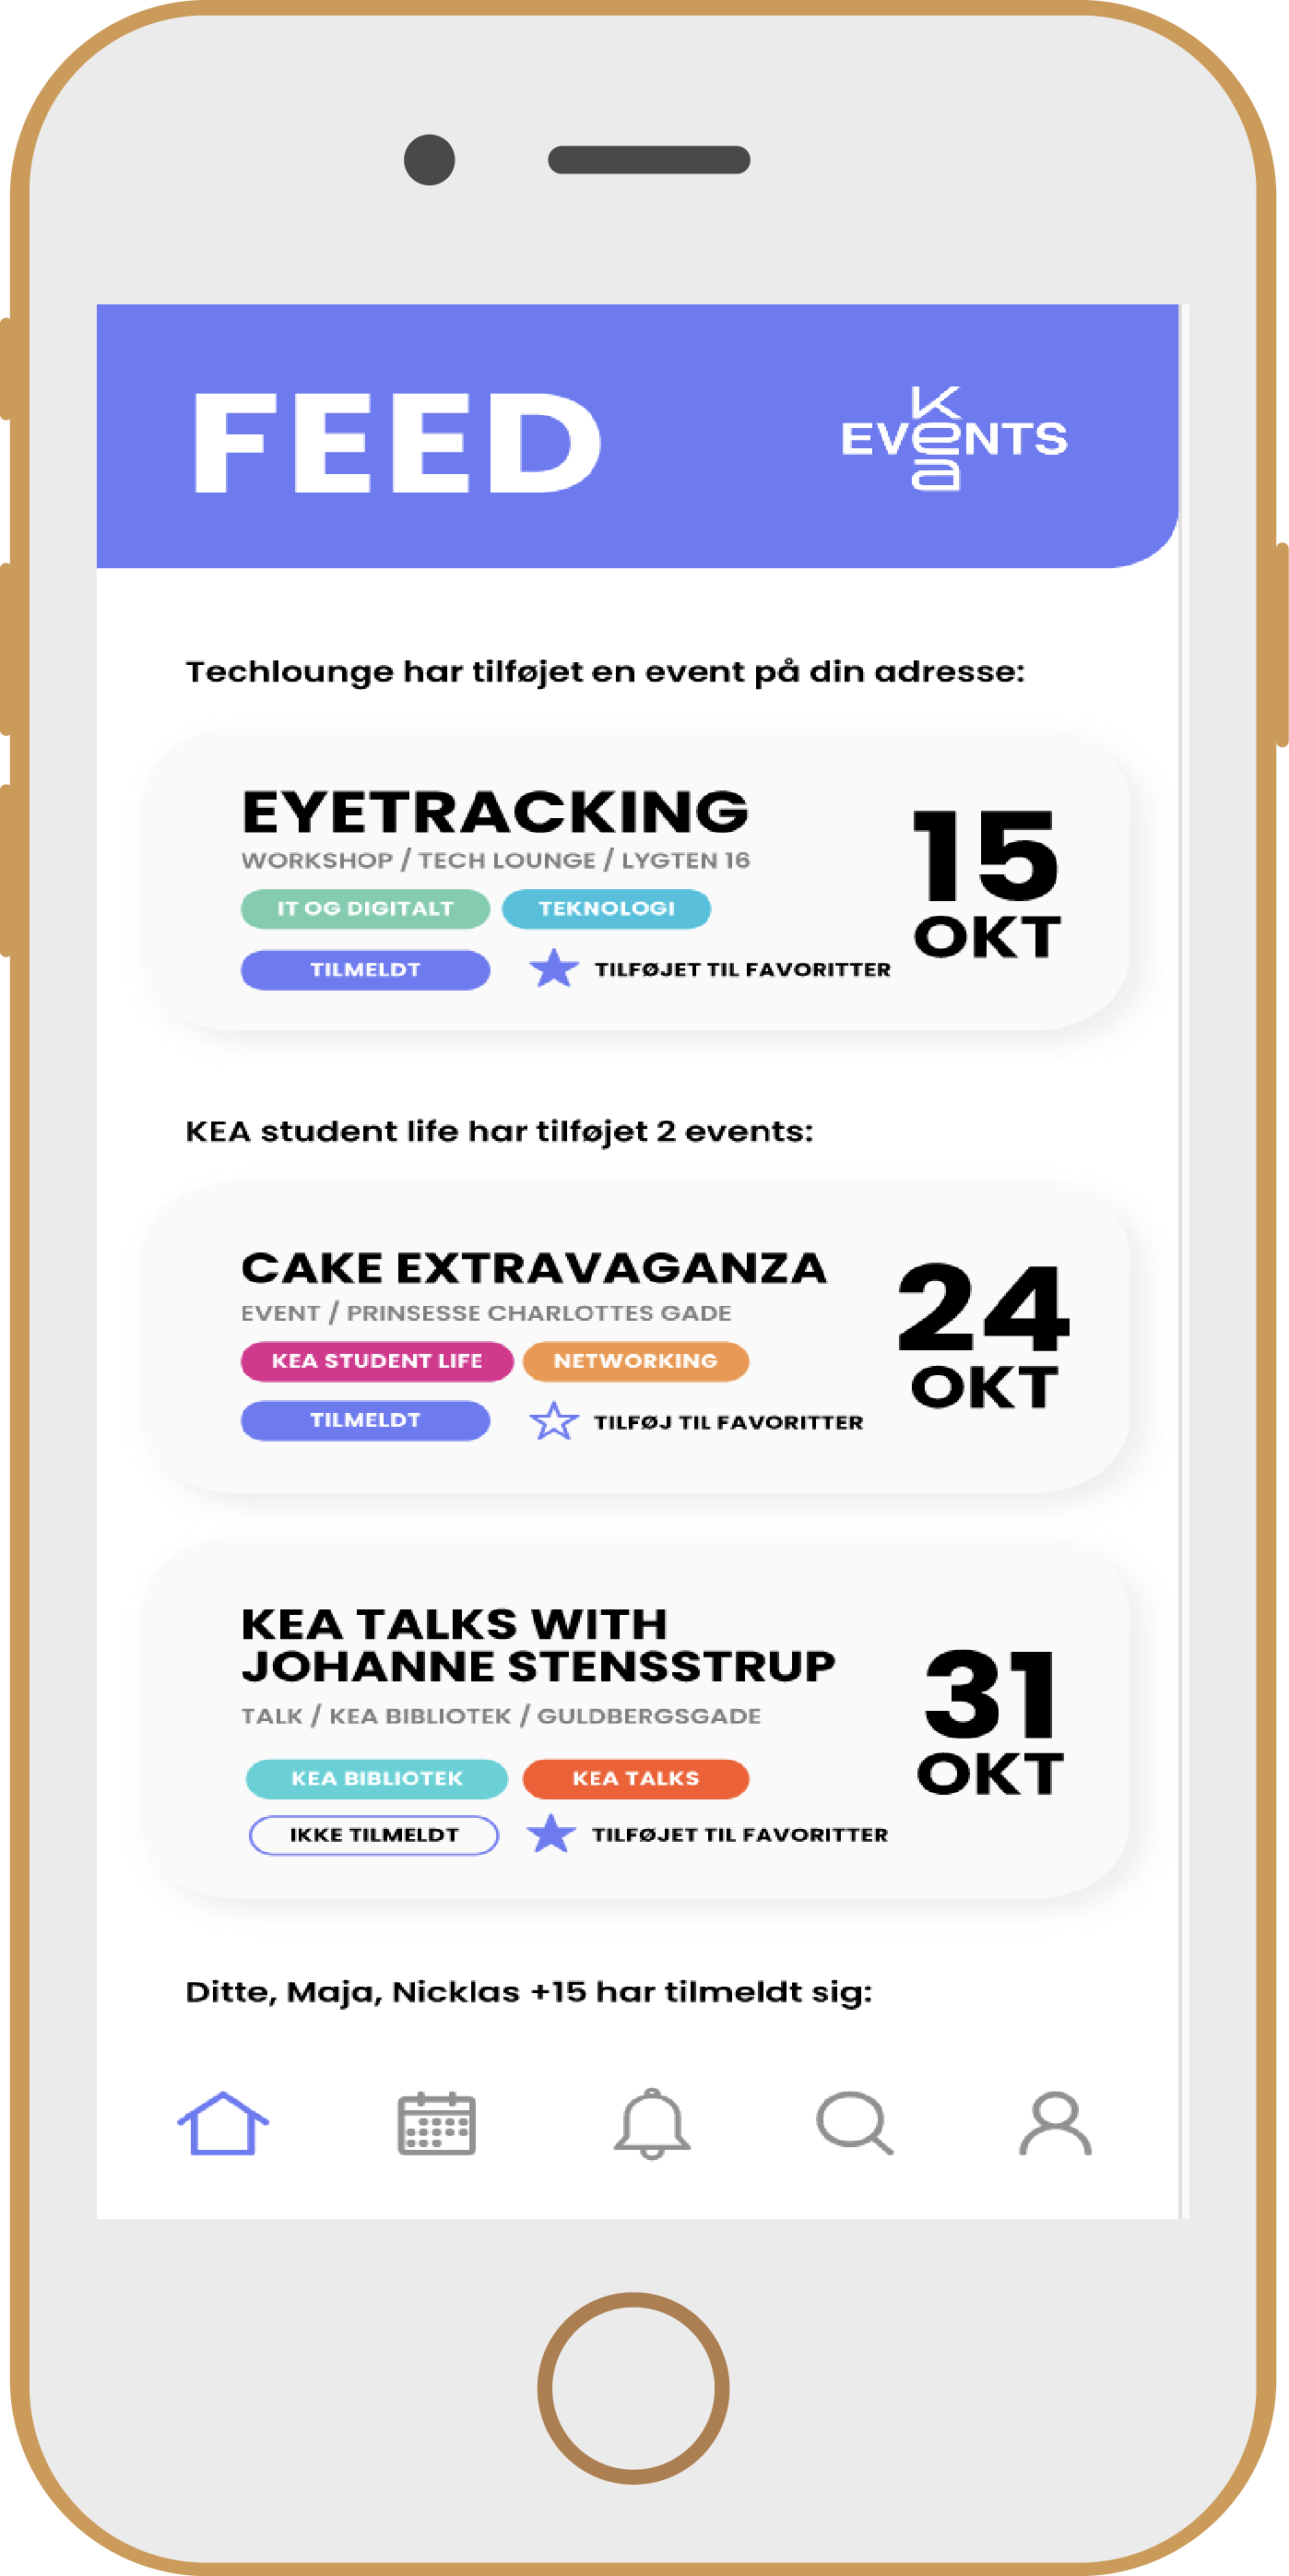 FEED
K
EVeNTS
a
Techlounge har tilføjet en event på din adresse:
EYETRACKING
WORKSHOP / TECH LOUNGE / LYGTEN 16
IT OG DIGITALT TEKNOLOGI
TILMELDT TILFØJET TIL FAVORITTER
15
OKT
KEA student life har tilføjet 2 events:
CAKE EXTRAVAGANZA
EVENT / PRINSESSE CHARLOTTES GADE
KEA STUDENT LIFE NETWORKING
TILMELDT TILFØJ TIL FAVORITTER
24
OKT
KEA TALKS WITH
JOHANNE STENSSTRUP
TALK / KEA BIBLIOTEK / GULDBERGSGADE
KEA BIBLIOTEK KEA TALKS
IKKE TILMELDT TILFØJET TIL FAVORITTER
31
OKT
Ditte, Maja, Nicklas +15 har tilmeldt sig: